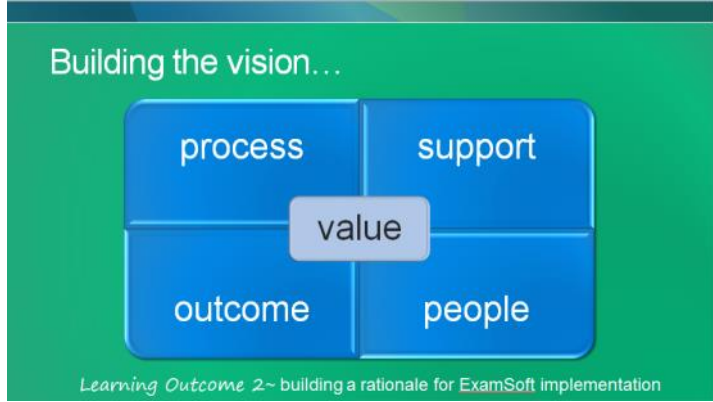 Building the vision...
process support
value
outcome people
Learning Outcome 2~ building a rationale for ExamSoft implementation